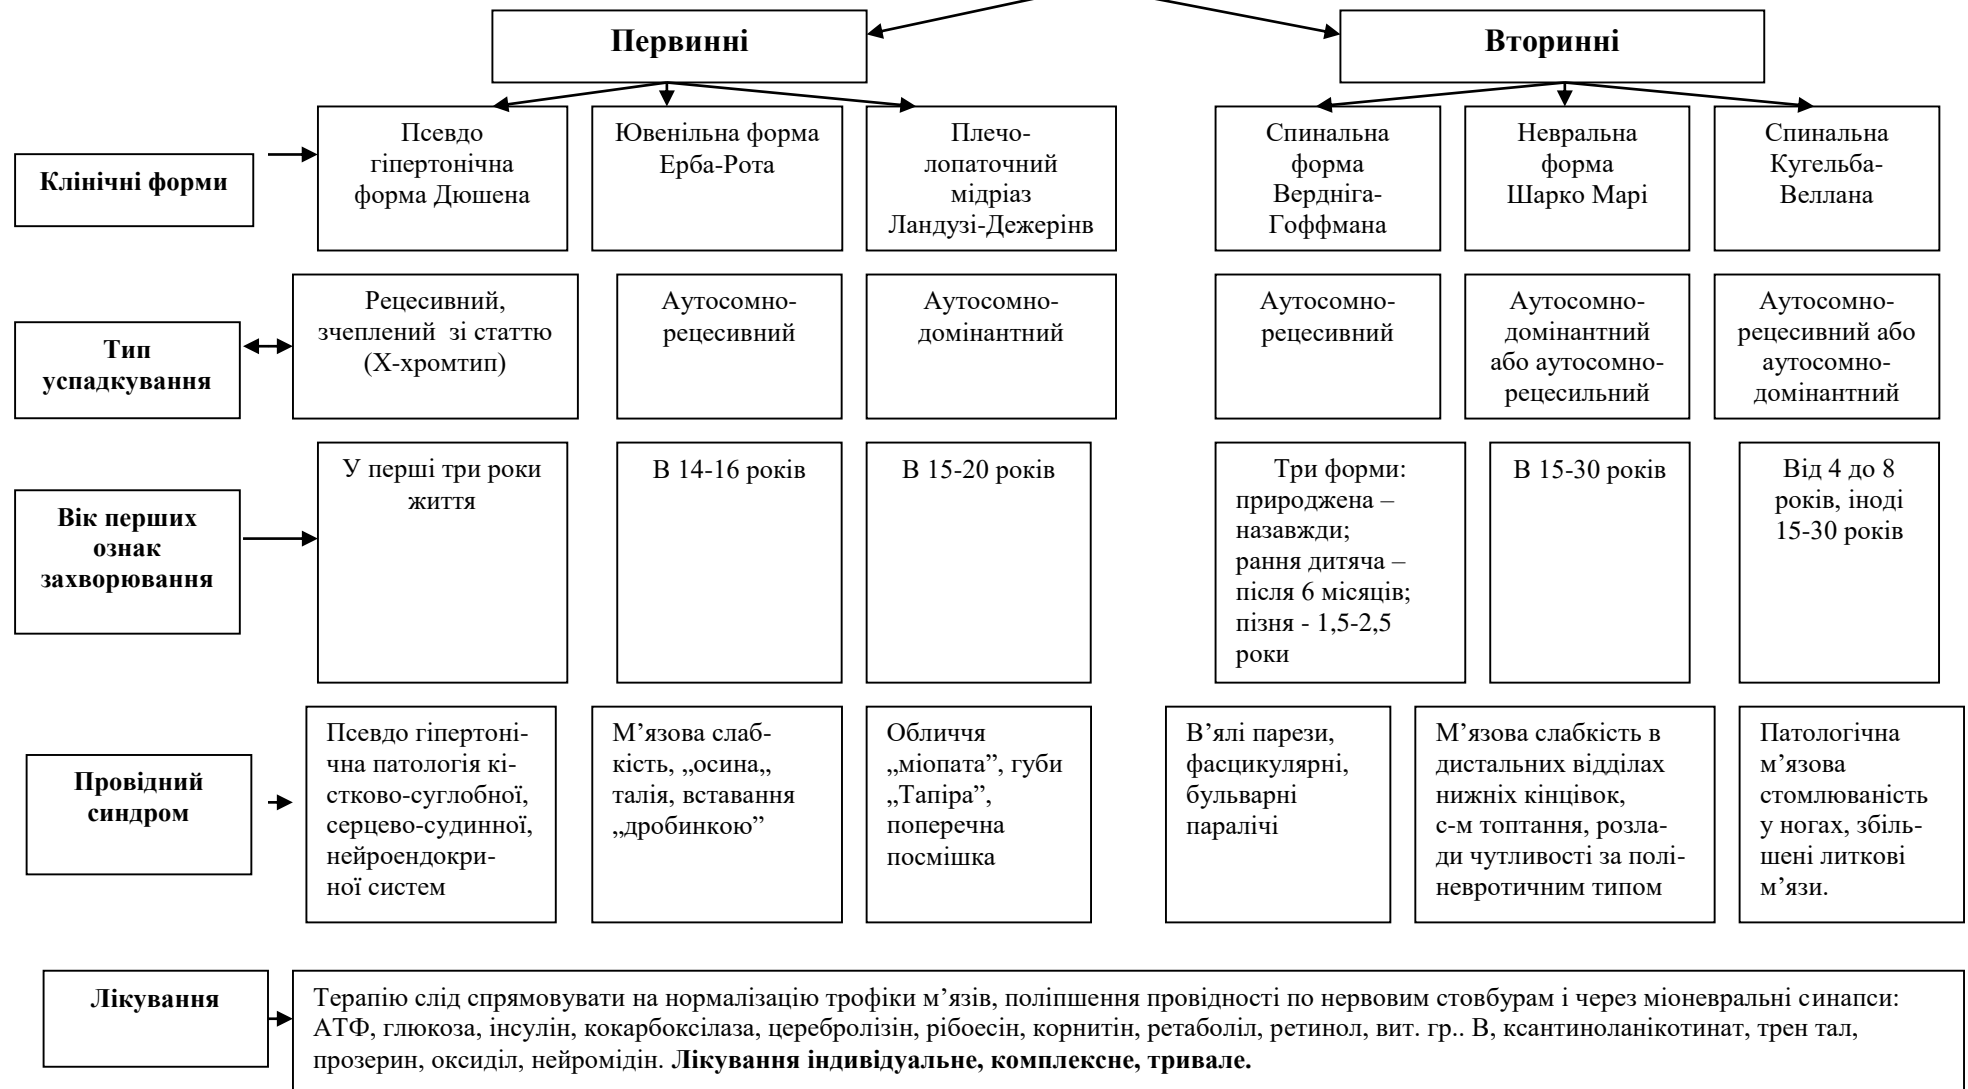 Первинні
Вторинні
Клінічні форми
Псевдо
гіпертонічна
форма Дюшена
Ювенільна форма
Ерба-Рота
Плечо-
лопаточний
мідріаз
Ландузі-Дежерінв
Спинальна
форма
Вердніга-
Гоффмана
Невральна
форма
Шарко Марі
Спинальна
Кугельба-
Веллана
Тип
успадкування
Рецесивний,
зчеплений  зі статтю
(Х-хромтип)
Аутосомно-
рецесивний
Аутосомно-
домінантний
Аутосомно-
рецесивний
Аутосомно-
домінантний
або аутосомно-
рецесильний
Аутосомно-
рецесивний або
аутосомно-
домінантний
Вік перших
ознак
захворювання
У перші три роки
життя
В 14-16 років
В 15-20 років
Три форми:
природжена –
назавжди;
рання дитяча –
після 6 місяців;
пізня - 1,5-2,5
роки
В 15-30 років
Від 4 до 8
років, іноді
15-30 років
Провідний
синдром
Псевдо гіпертоні-
чна патологія кі-
стково-суглобної,
серцево-судинної,
нейроендокри-
ної систем
М’язова слаб-
кість, „осина„
талія, вставання
„дробинкою”
Обличчя
„міопата”, губи
„Тапіра”,
поперечна
посмішка
В’ялі парези,
фасцикулярні,
бульварні
паралічі
М’язова слабкість в
дистальних відділах
нижніх кінцівок,
с-м топтання, розла-
ди чутливості за полі-
невротичним типом
Патологічна
м’язова
стомлюваність
у ногах, збіль-
шені литкові
м’язи.
Лікування
Терапію слід спрямовувати на нормалізацію трофіки м’язів, поліпшення провідності по нервовим стовбурам і через міоневральні синапси:
АТФ, глюкоза, інсулін, кокарбоксілаза, церебролізін, рібоесін, корнитін, ретаболіл, ретинол, вит. гр.. В, ксантиноланікотинат, трен тал,
прозерин, оксиділ, нейромідін. Лікування індивідуальне, комплексне, тривале.